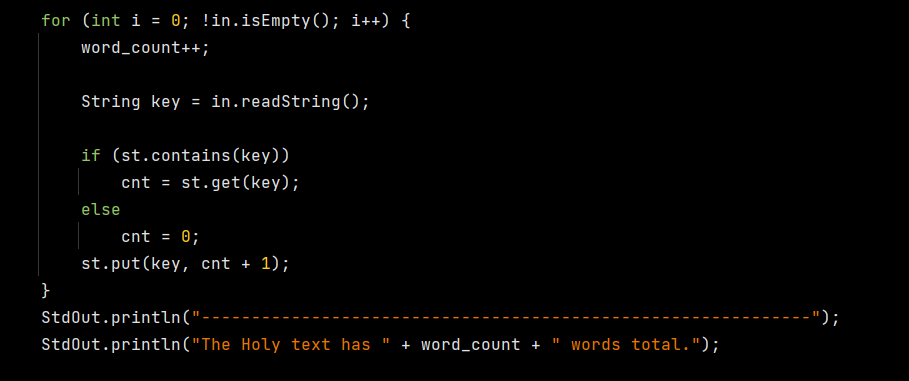 for (int i = 0; !in.isEmpty(); i++) {
    word_count++;

    String key = in.readString();

    if (st.contains(key))
        cnt = st.get(key);
    else
        cnt = 0;
    st.put(key, cnt + 1);
}
StdOut.println("-------------------------------------------------------------");
StdOut.println("The Holy text has " + word_count + " words total.");